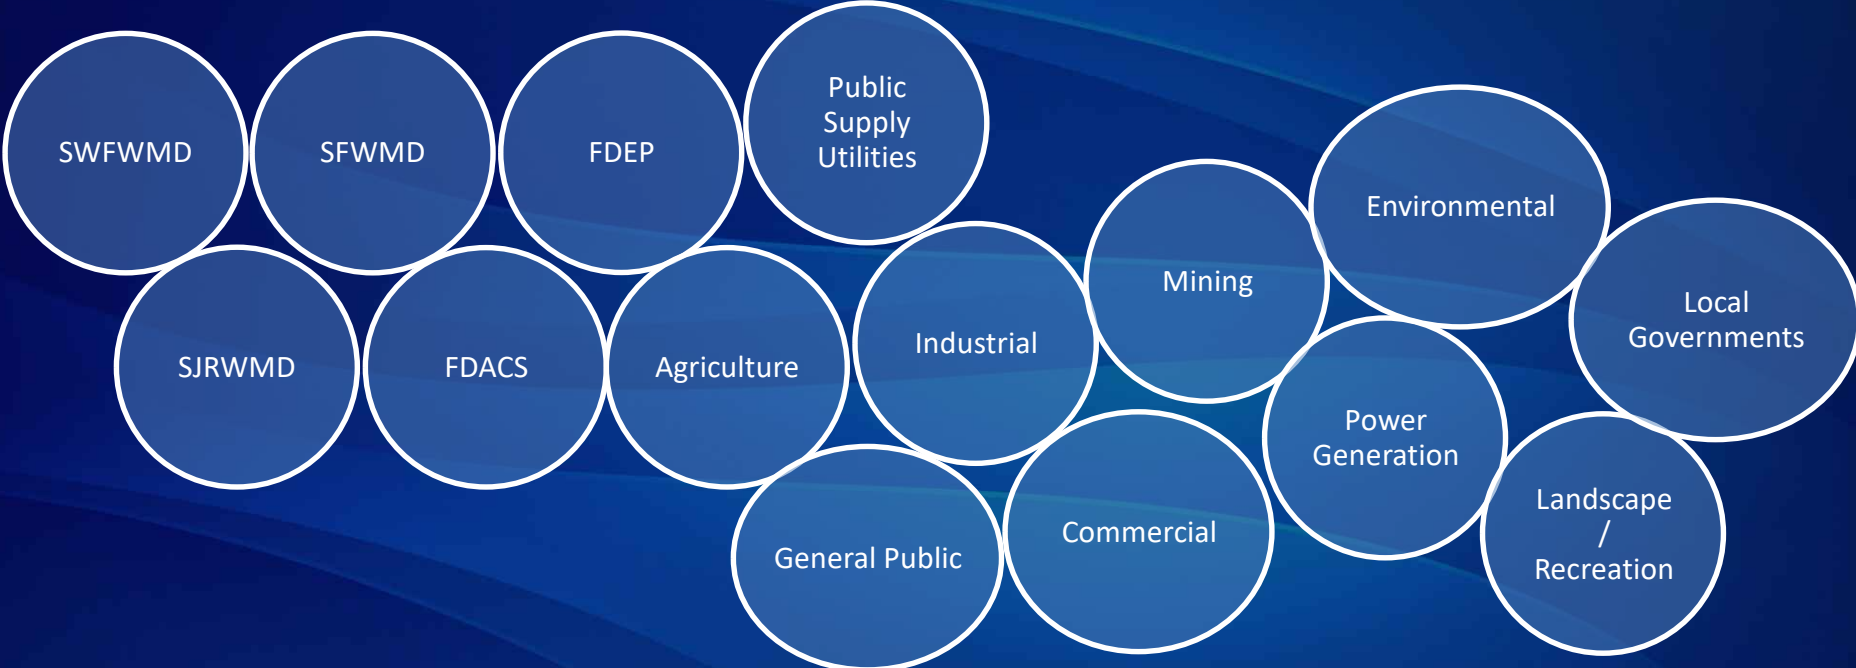 SWFWMD
SFWMD
FDEP
Public
Supply
Utilities
SJRWMD
FDACS
Agriculture
Industrial
Mining
Environmental
Local
Governments
General Public
Commercial
Power
Generation
Landscape
/
Recreation